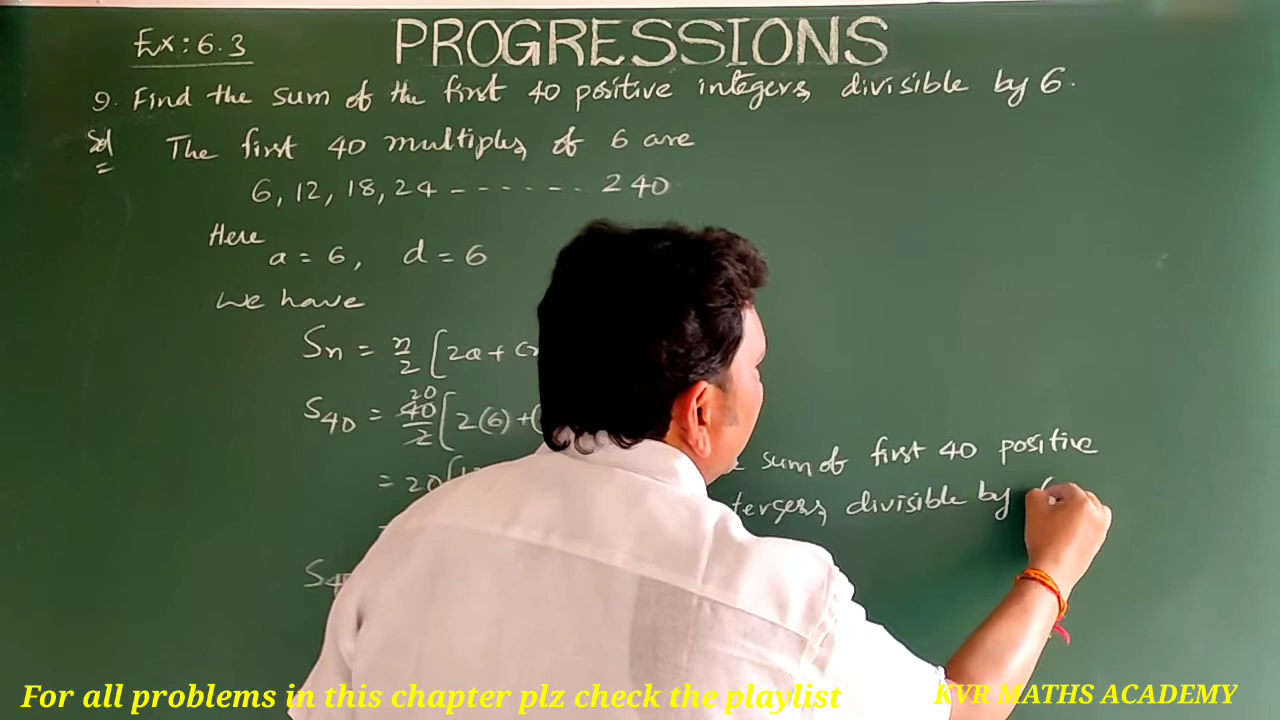 Ex: 6.3
PROGRESSIONS
9. Find the sum of the first 40 positive integers divisible by 6.
Sol The first 40 multiples of 6 are
6, 12, 18, 24 ------- 240
Here
a = 6, d = 6
We have
Sn = n/2 [2a +
S40 = 40/2 20 [2(6) + (
sum of first 40 positive
= 20
divisible by 6
S
For all problems in this chapter plz check the playlist
KVR MATHS ACADEMY